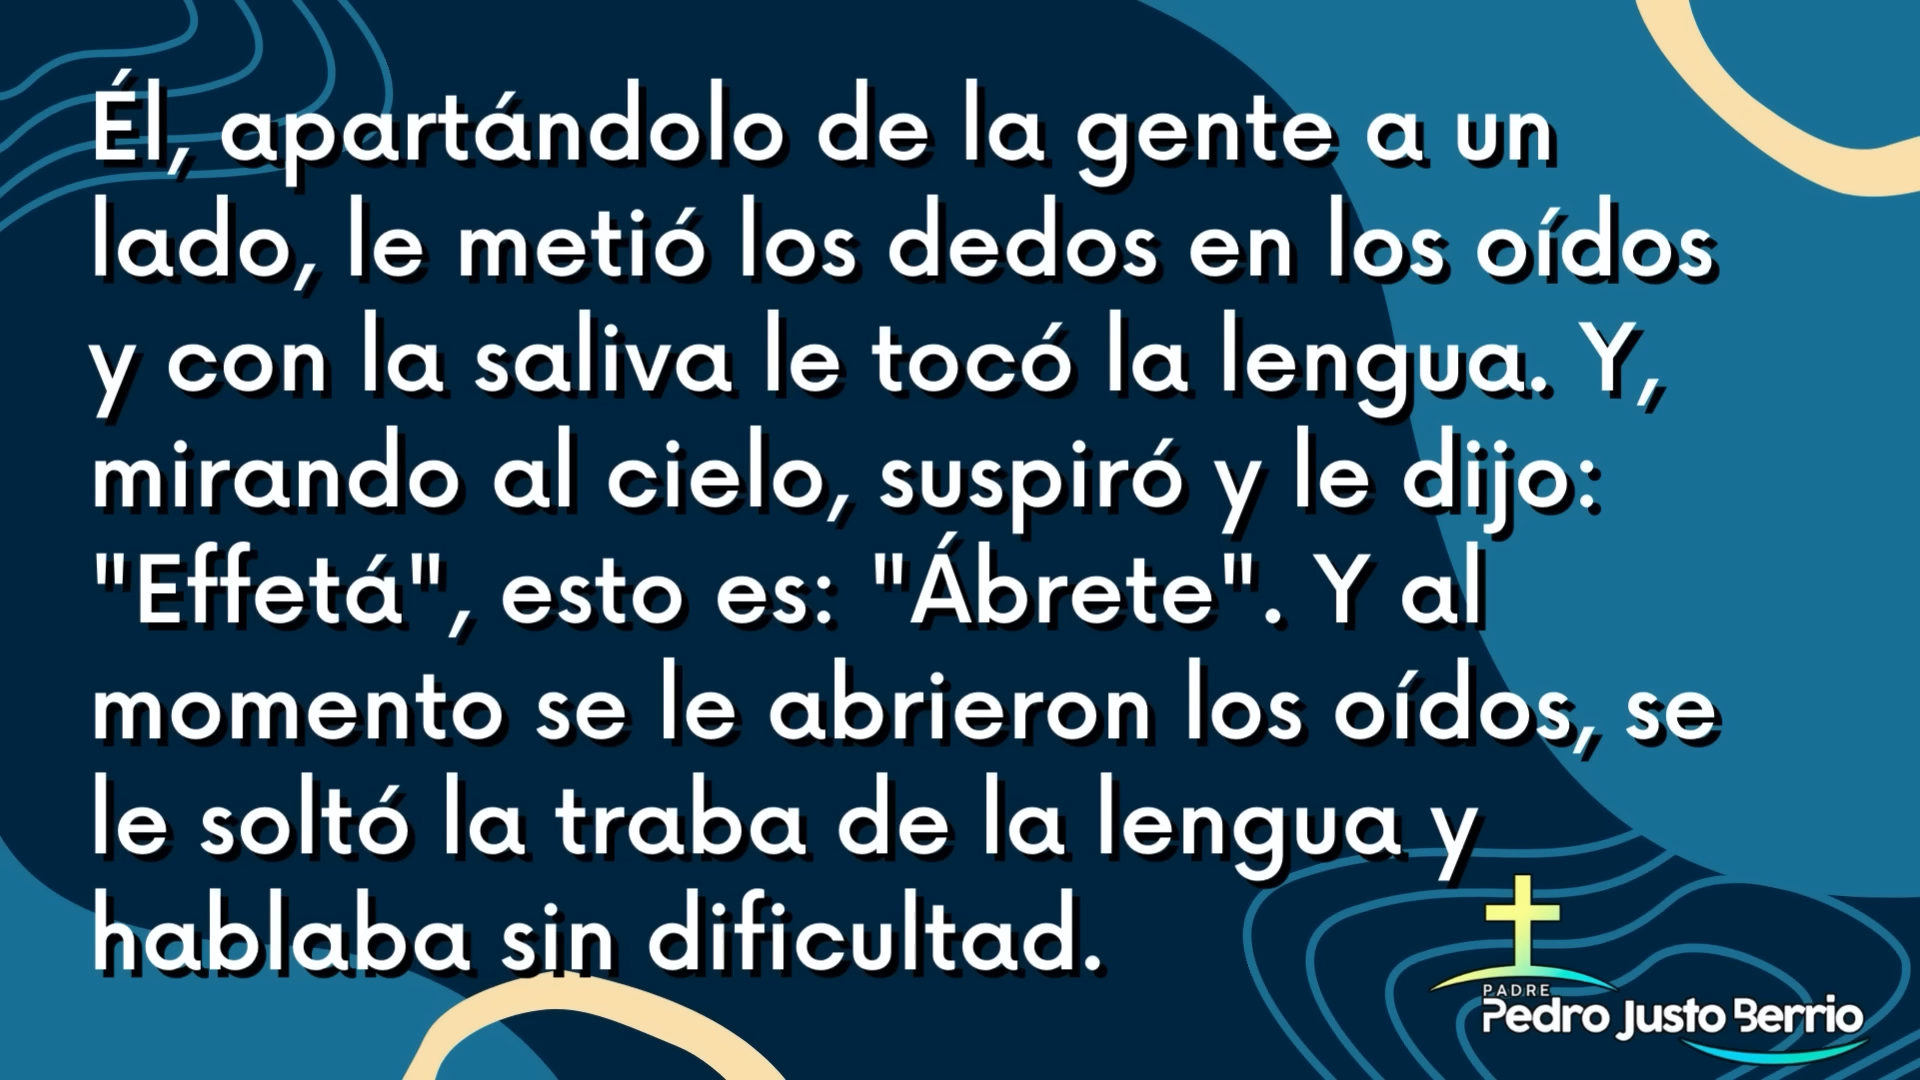 Él, apartándolo de la gente a un
lado, le metió los dedos en los oídos
y con la saliva le tocó la lengua. Y,
mirando al cielo, suspiró y le dijo:
"Effetá", esto es: "Ábrete". Y al
momento se le abrieron los oídos, se
le soltó la traba de la lengua y
hablaba sin dificultad.
PADRE
Pedro Justo Berrio